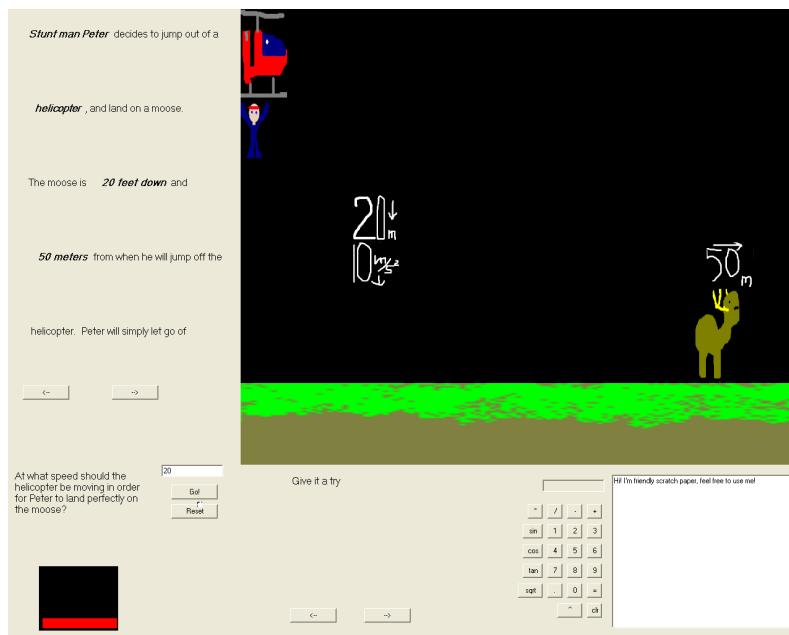 Stunt man Peter decides to jump out of a
helicopter , and land on a moose.
The moose is 20 feet down and
50 meters from when he will jump off the
helicopter. Peter will simply let go of
<-- -->
20↓
m
10 m/s²
↓
→
50 m
At what speed should the
helicopter be moving in order
for Peter to land perfectly on
the moose?
20
Go!
Reset
Give it a try
<-- -->
" / - +
sin 1 2 3
cos 4 5 6
tan 7 8 9
sqrt . 0 =
^ clr
Hi! I'm friendly scratch paper, feel free to use me!